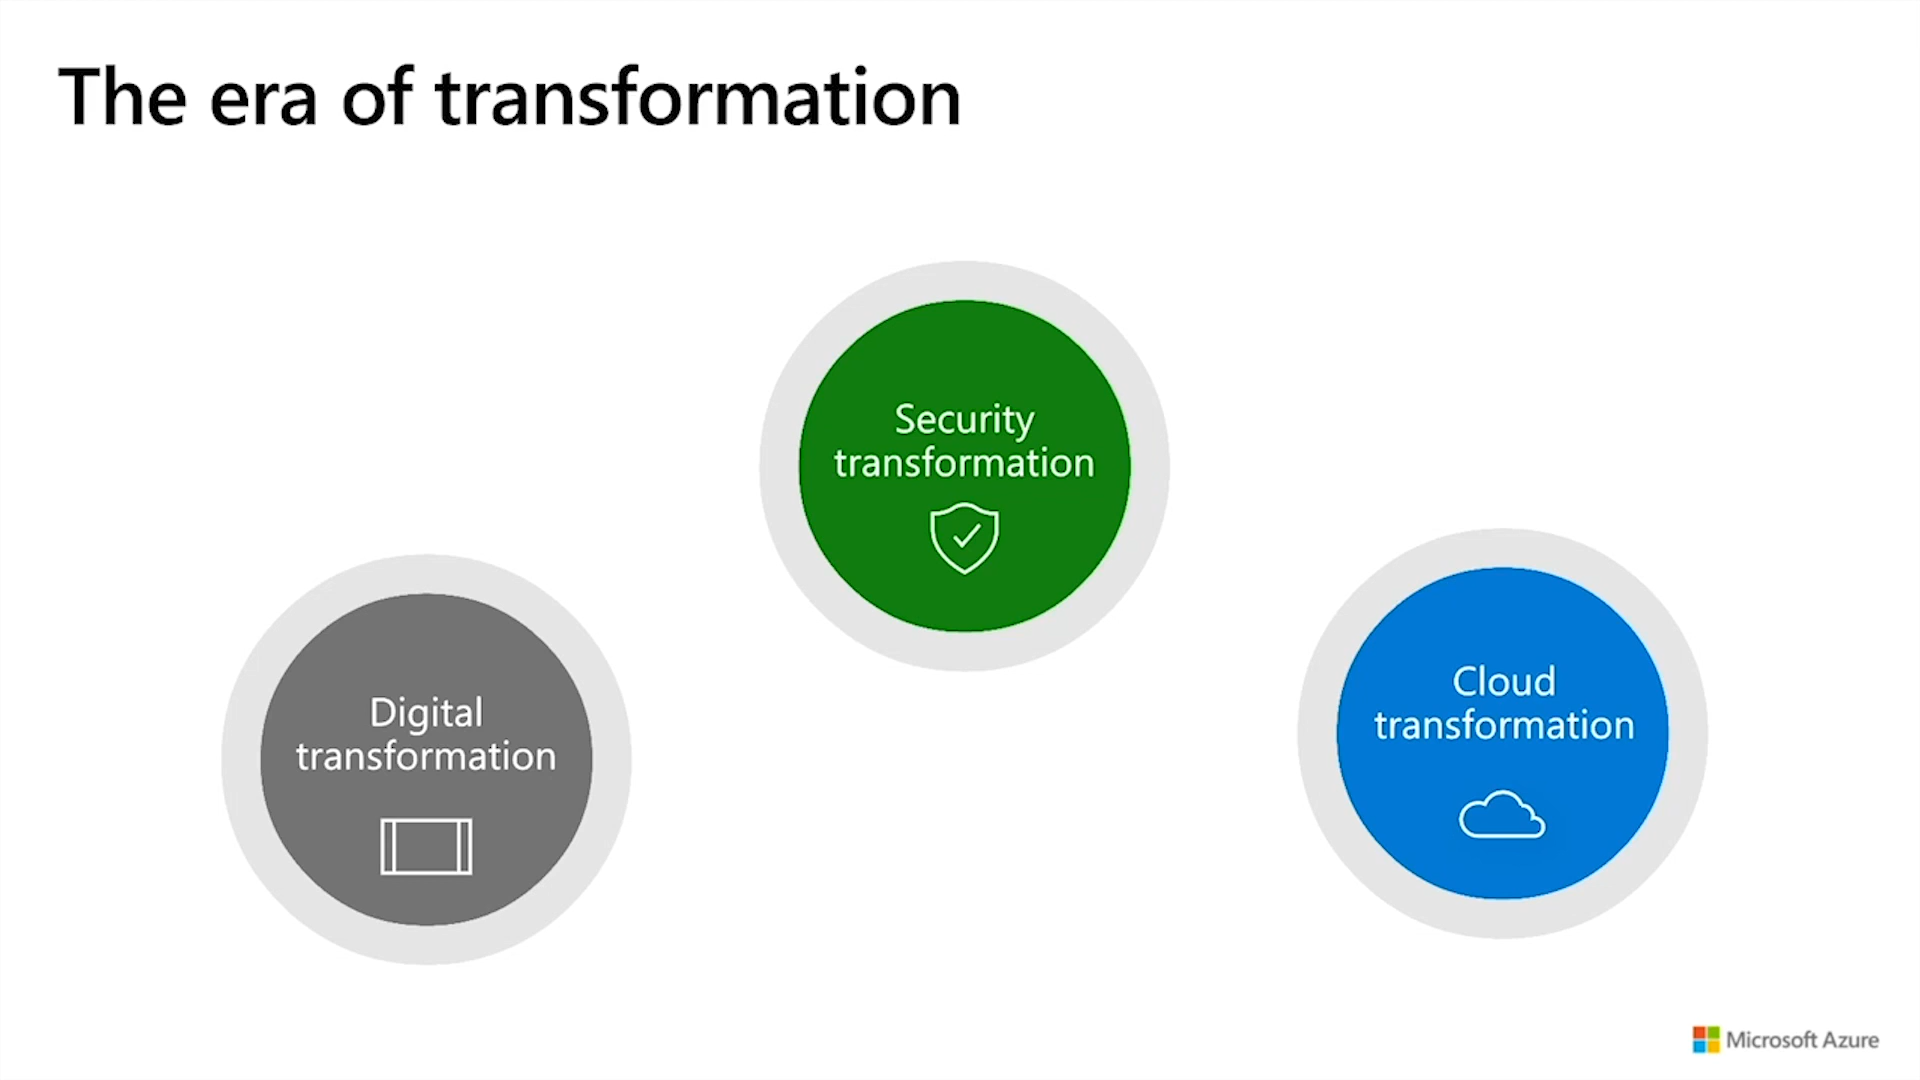 The era of transformation
Security
transformation
Digital
transformation
Cloud
transformation
Microsoft Azure